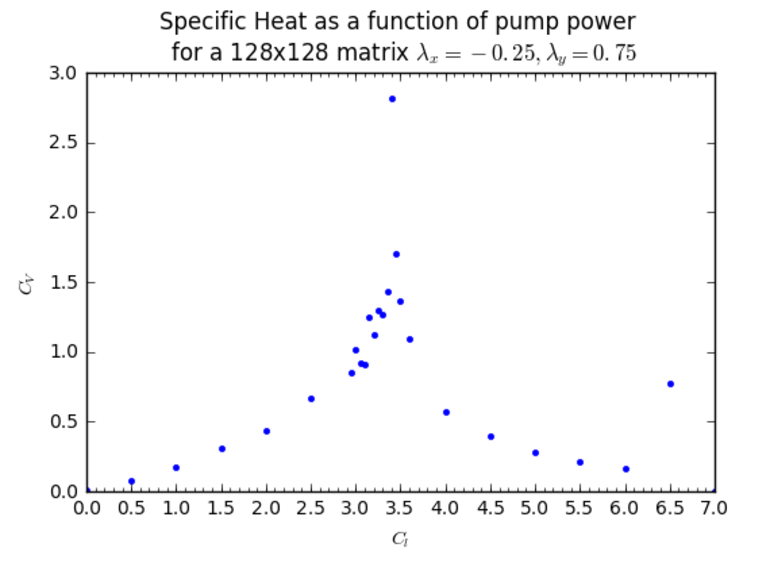 Specific Heat as a function of pump power
for a 128x128 matrix λx = −0.25, λy = 0.75
3.0
2.5
2.0
1.5
1.0
0.5
0.0
CV
0.0 0.5 1.0 1.5 2.0 2.5 3.0 3.5 4.0 4.5 5.0 5.5 6.0 6.5 7.0
Cl